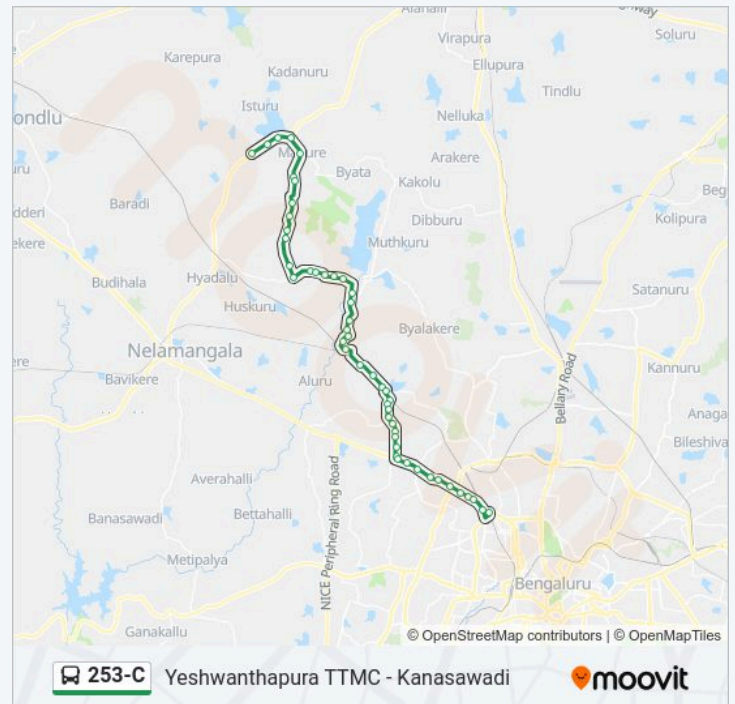 Alahalli
Soluru
Virapura
Karepura
Ellupura
Kadanuru
Tindlu
Isturu
Nelluka
ondlu
Madure
Arakere
Byata
Kakolu
Beg
Baradi
Dibburu
Kolipura
dderi
Muthkuru
ekere
Hyadalu
Budihala
Satanuru
Huskuru
Byalakere
Nelamangala
Kannuru
Bavikere
Aluru
Bellary Road
Anaga
Bileshiva
Averahalli
NICE Peripheral Ring Road
Banasawadi
Bettahalli
Metipalya
Bengaluru
Ganakallu
© OpenStreetMap contributors | © OpenMapTiles
253-C Yeshwanthapura TTMC - Kanasawadi
moovit